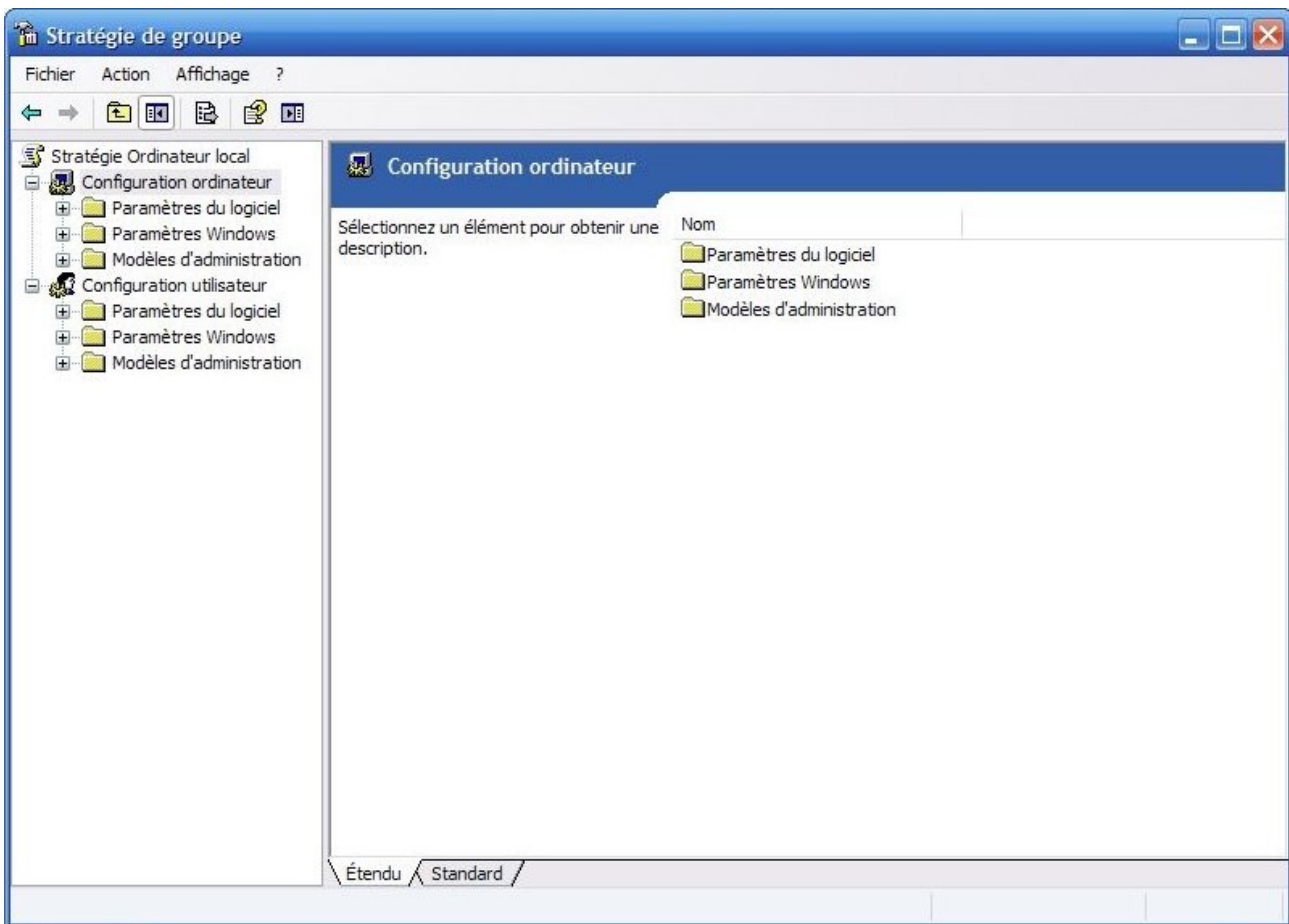 Stratégie de groupe
Fichier Action Affichage ?
Stratégie Ordinateur local
Configuration ordinateur
Paramètres du logiciel
Paramètres Windows
Modèles d'administration
Configuration utilisateur
Paramètres du logiciel
Paramètres Windows
Modèles d'administration
Configuration ordinateur
Sélectionnez un élément pour obtenir une
description.
Nom
Paramètres du logiciel
Paramètres Windows
Modèles d'administration
Étendu Standard